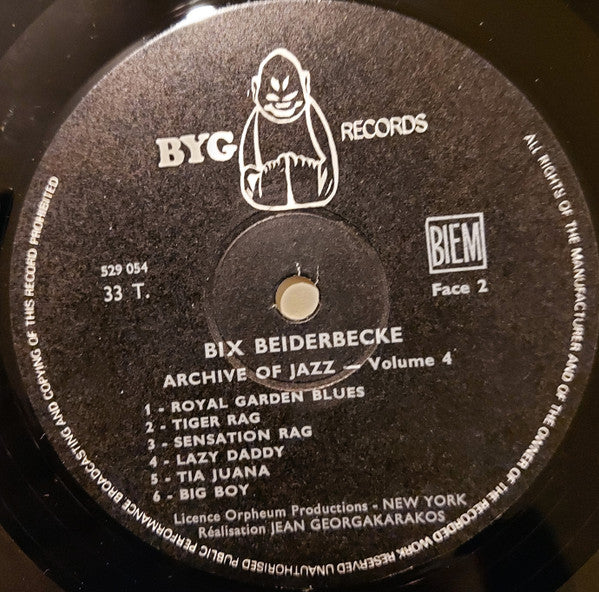 BYG RECORDS
BIEM
529 054
33 T.
Face 2
BIX BEIDERBECKE
ARCHIVE OF JAZZ — Volume 4
1 - ROYAL GARDEN BLUES
2 - TIGER RAG
3 - SENSATION RAG
4 - LAZY DADDY
5 - TIA JUANA
6 - BIG BOY
Licence Orpheum Productions - NEW YORK
Réalisation JEAN GEORGAKARAKOS
ALL RIGHTS OF THE MANUFACTURER AND OF THE OWNER OF THE RECORDED WORK RESERVED UNAUTHORISED PUBLIC PERFORMANCE BROADCASTING AND COPYING OF THIS RECORD PROHIBITED